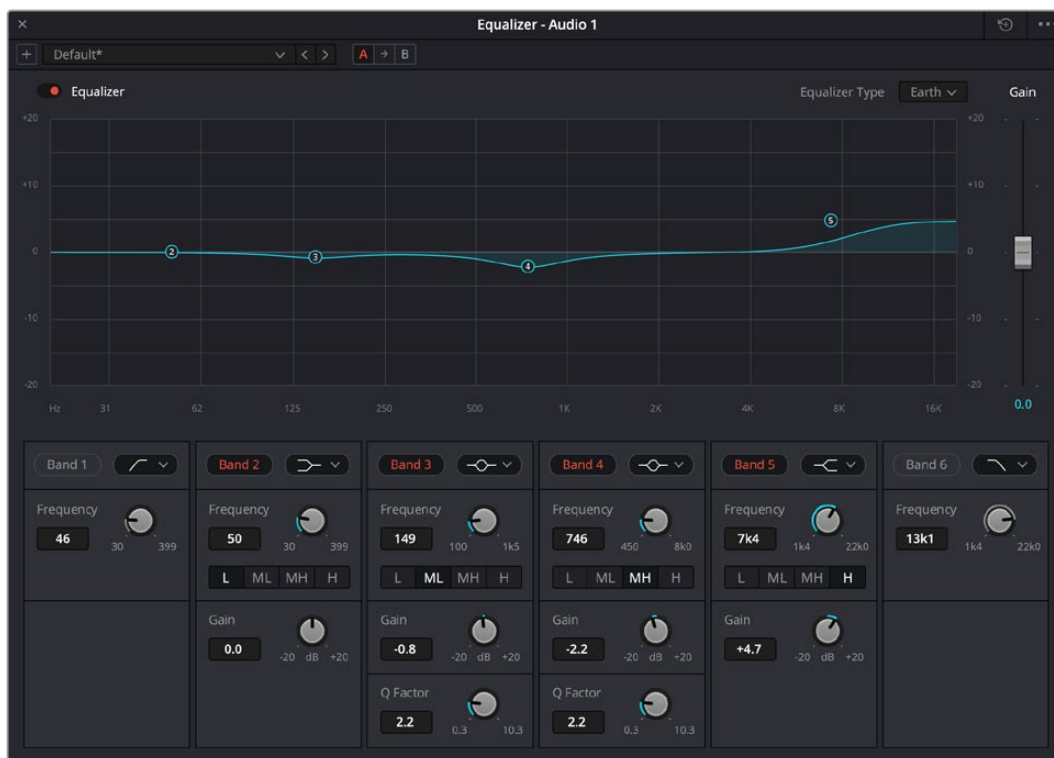 Equalizer - Audio 1
Default*
A B
Equalizer
Equalizer Type Earth Gain
+20 +20
+10 +10
0 0
-10 -10
-20 -20
Hz 31 62 125 250 500 1K 2K 4K 8K 16K 0.0
2 3 4 5
Band 1 Band 2 Band 3 Band 4 Band 5 Band 6
Frequency Frequency Frequency Frequency Frequency Frequency
46 30 399 50 30 399 149 100 1k5 746 450 8k0 7k4 1k4 22k0 13k1 1k4 22k0
L ML MH H L ML MH H L ML MH H L ML MH H
Gain Gain Gain Gain
0.0 -20 dB +20 -0.8 -20 dB +20 -2.2 -20 dB +20 +4.7 -20 dB +20
Q Factor Q Factor
2.2 0.3 10.3 2.2 0.3 10.3